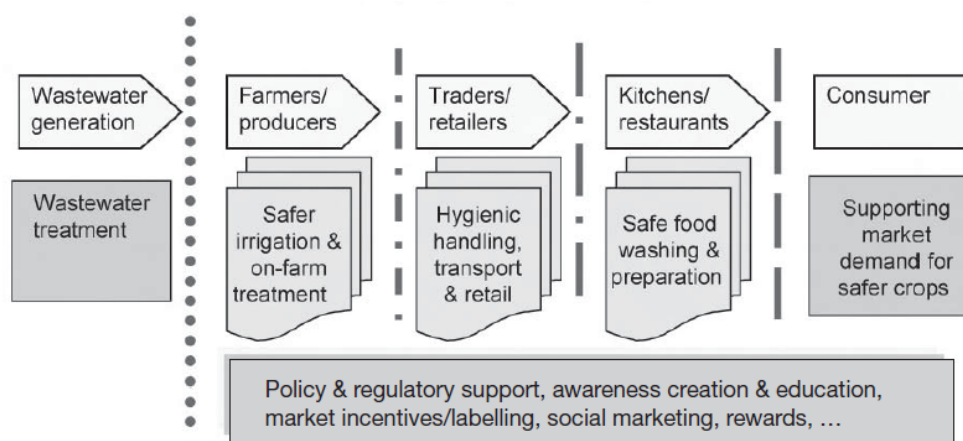 Wastewater
generation
Farmers/
producers
Traders/
retailers
Kitchens/
restaurants
Consumer
Wastewater
treatment
Safer
irrigation &
on-farm
treatment
Hygienic
handling,
transport
& retail
Safe food
washing &
preparation
Supporting
market
demand for
safer crops
Policy & regulatory support, awareness creation & education,
market incentives/labelling, social marketing, rewards, …